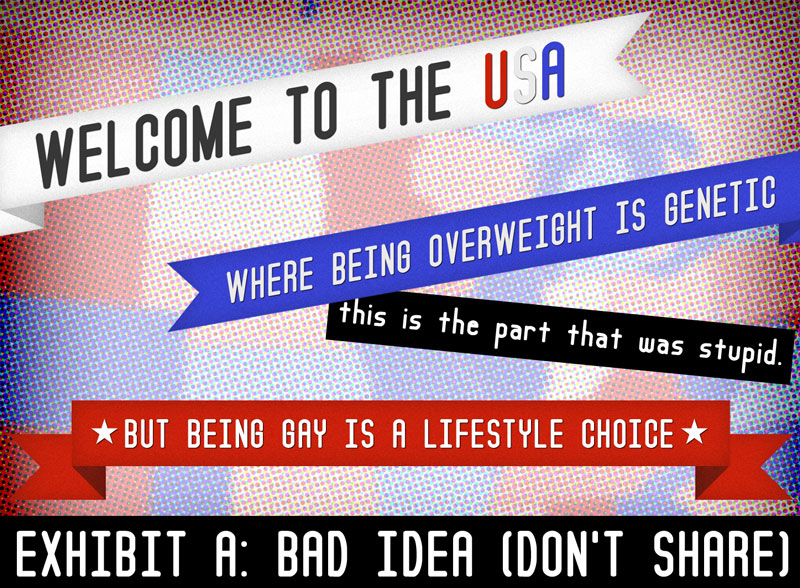 WELCOME TO THE USA
WHERE BEING OVERWEIGHT IS GENETIC
this is the part that was stupid.
★BUT BEING GAY IS A LIFESTYLE CHOICE★
EXHIBIT A: BAD IDEA (DON'T SHARE)